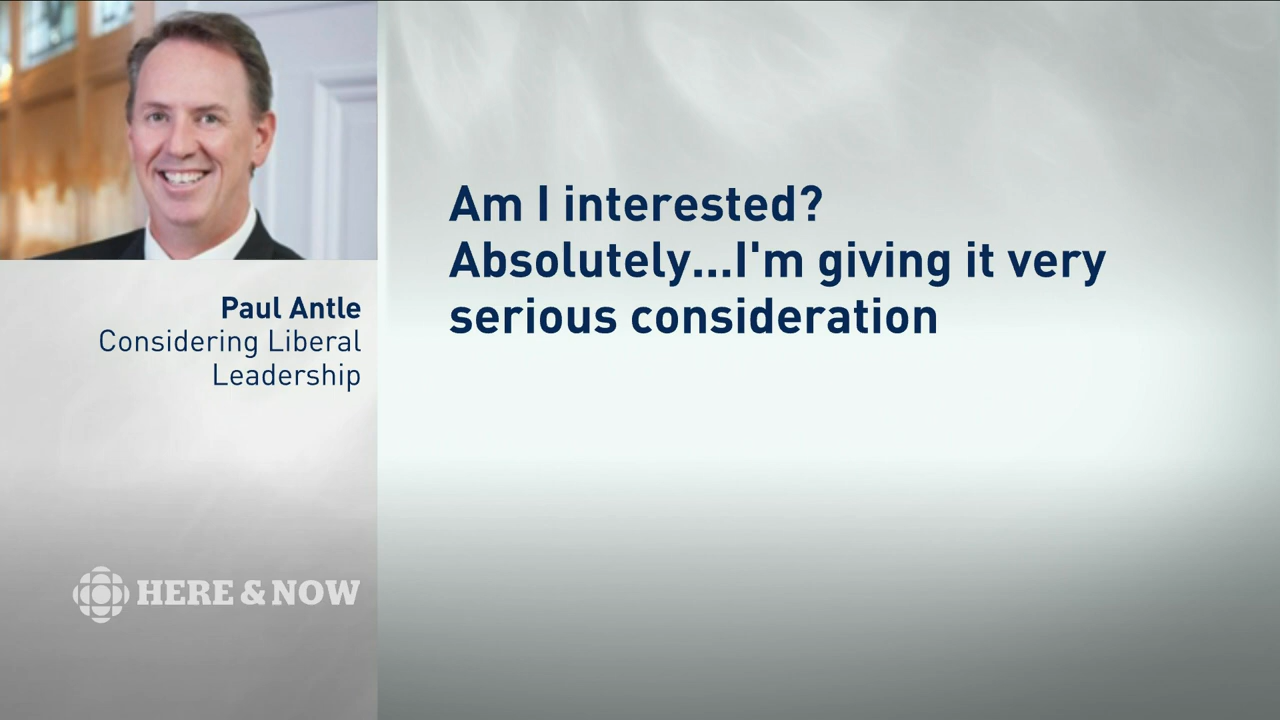 Paul Antle
Considering Liberal
Leadership
HERE & NOW
Am I interested?
Absolutely...I'm giving it very
serious consideration